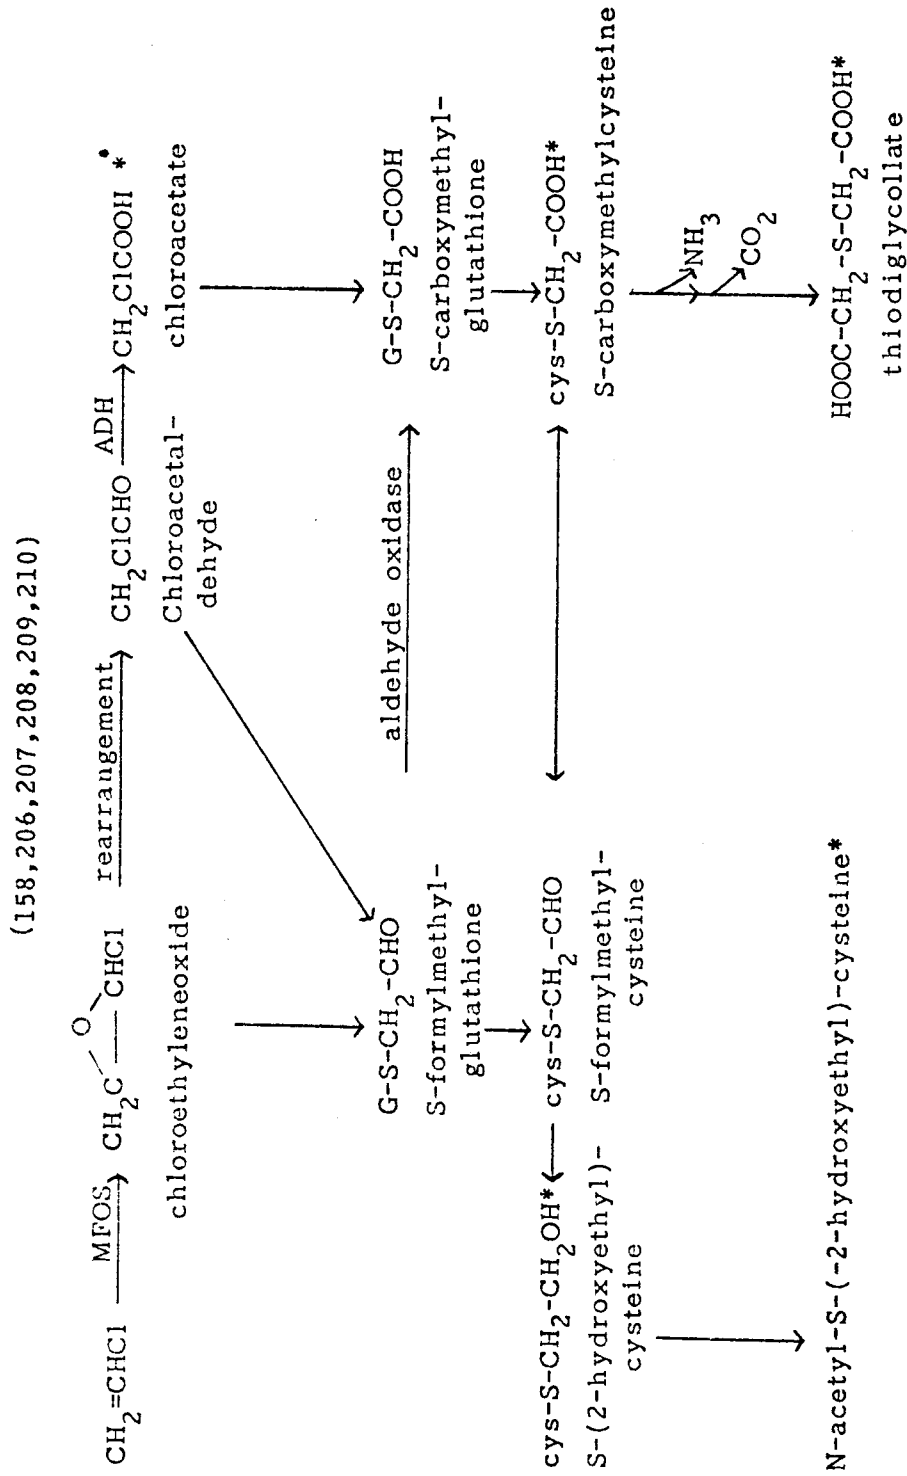 (158,206,207,208,209,210)
CH2=CHCl MFOS CH2C O CHCl rearrangement CH2ClCHO ADH CH2ClCOOH *
chloroethyleneoxide
Chloroacetal-
dehyde
chloroacetate
G-S-CH2-CHO
S-formylmethyl-
glutathione
aldehyde oxidase
G-S-CH2-COOH
S-carboxymethyl-
glutathione
cys-S-CH2-CH2OH*
S-(2-hydroxyethyl)-
cysteine
cys-S-CH2-CHO
S-formylmethyl-
cysteine
cys-S-CH2-COOH*
S-carboxymethylcysteine
NH3
CO2
N-acetyl-S-(-2-hydroxyethyl)-cysteine*
HOOC-CH2-S-CH2-COOH*
thiodiglycollate